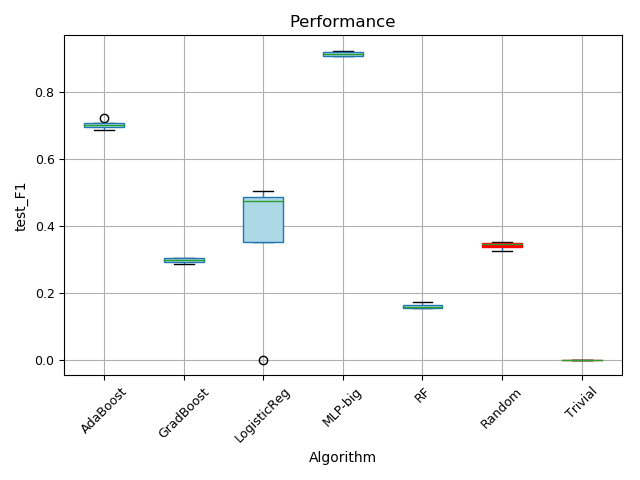 Performance
test_F1
0.8
0.6
0.4
0.2
0.0
AdaBoost
GradBoost
LogisticReg
MLP-big
RF
Random
Trivial
Algorithm